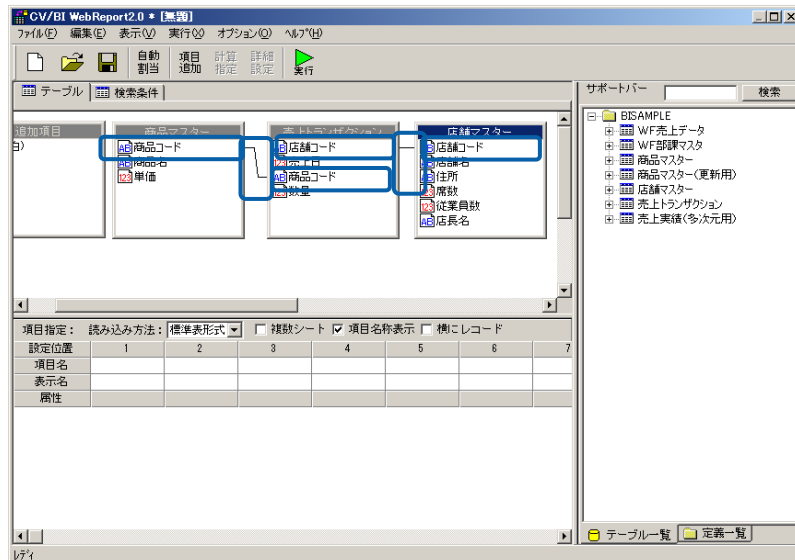 CV/BI WebReport2.0 * [無題]
ファイル(F) 編集(E) 表示(V) 実行(X) オプション(O) ヘルプ(H)
自動割当 項目追加 計算指定 詳細設定 実行
テーブル 検索条件
追加項目
商品マスター
商品コード
商品名
単価
売上トランザクション
店舗コード
売上日
商品コード
数量
店舗マスター
店舗コード
店舗名
住所
席数
従業員数
店長名
項目指定: 読み込み方法: 標準表形式 複数シート 項目名称表示 横にレコード
設定位置 1 2 3 4 5 6 7
項目名
表示名
属性
サポートバー 検索
BISAMPLE
WF売上データ
WF部課マスタ
商品マスター
商品マスター(更新用)
店舗マスター
売上トランザクション
売上実績(多次元用)
テーブル一覧 定義一覧
レディ